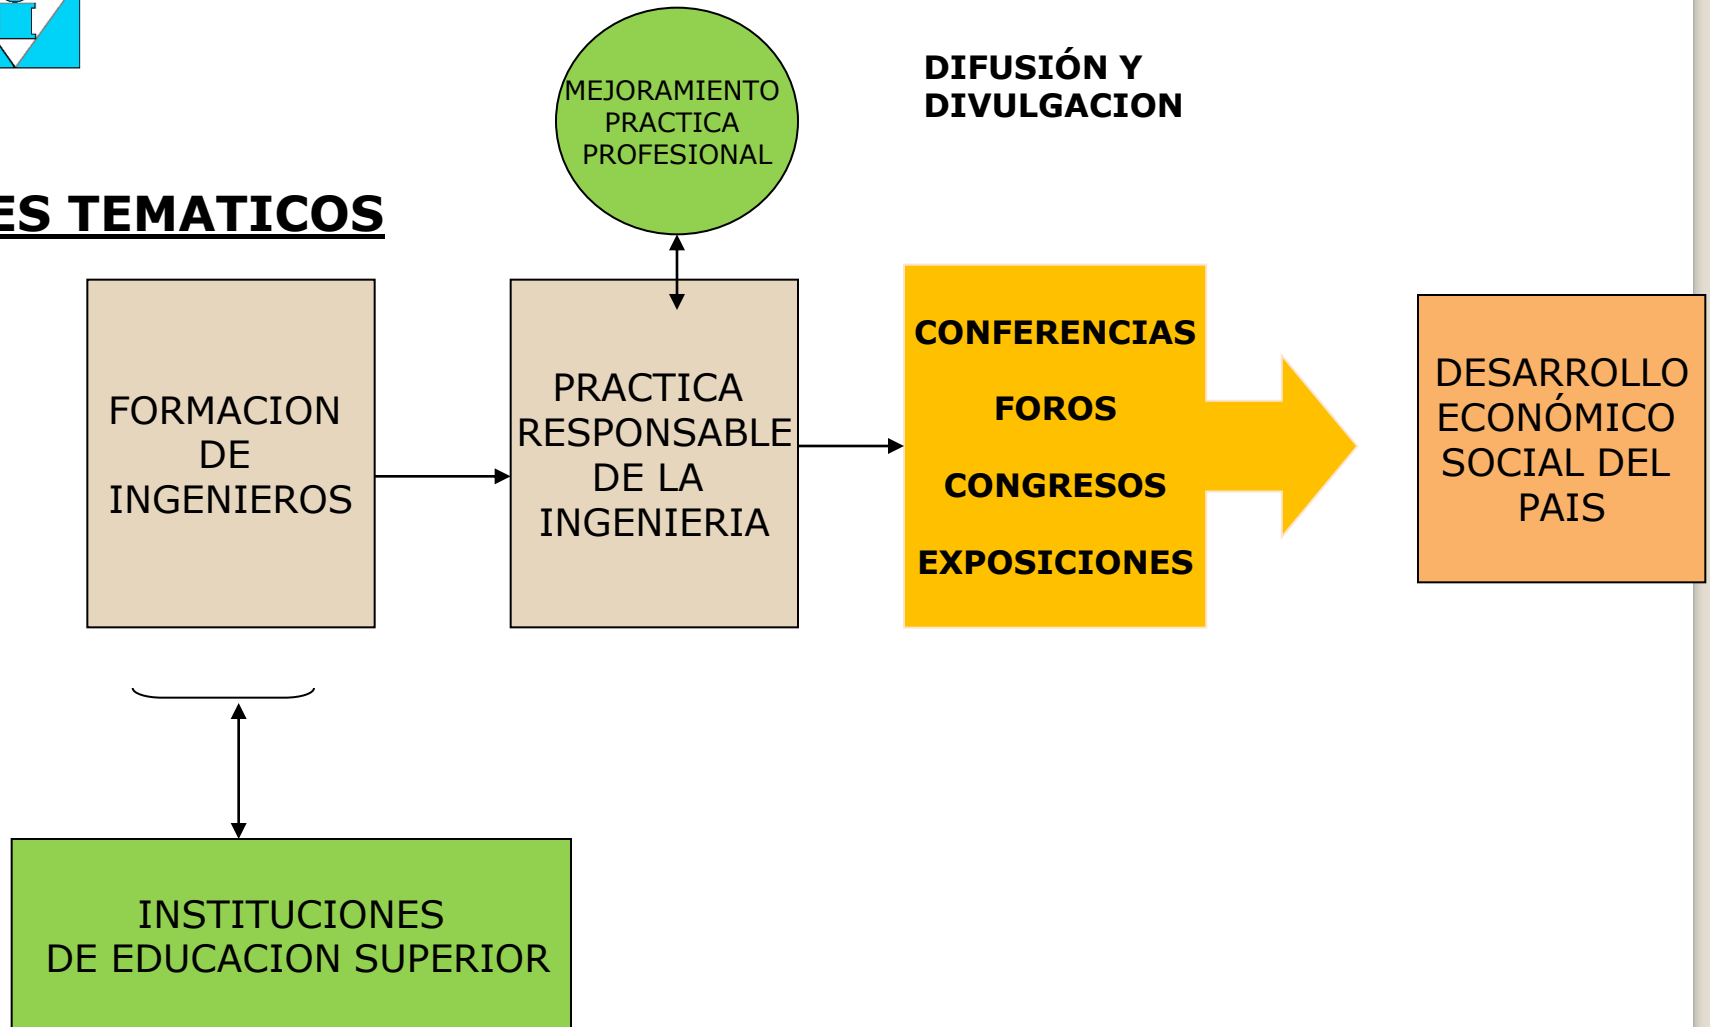 MEJORAMIENTO
PRACTICA
PROFESIONAL
DIFUSIÓN Y
DIVULGACION
ES TEMATICOS
FORMACION
DE
INGENIEROS
PRACTICA
RESPONSABLE
DE LA
INGENIERIA
CONFERENCIAS
FOROS
CONGRESOS
EXPOSICIONES
DESARROLLO
ECONÓMICO
SOCIAL DEL
PAIS
INSTITUCIONES
DE EDUCACION SUPERIOR